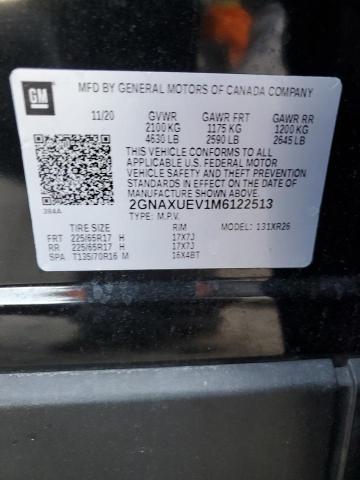 GM
MFD BY GENERAL MOTORS OF CANADA COMPANY
11/20 GVWR GAWR FRT GAWR RR
2100 KG 1175 KG 1200 KG
4630 LB 2590 LB 2645 LB
THIS VEHICLE CONFORMS TO ALL
APPLICABLE U.S. FEDERAL MOTOR
VEHICLE SAFETY AND THEFT
PREVENTION STANDARDS IN
EFFECT ON THE DATE OF
MANUFACTURE SHOWN ABOVE.
2GNAXUEV1M6122513
394A
TYPE: M.P.V.
TIRE SIZE RIM MODEL: 131XR26
FRT 225/65R17 H 17X7J
RR 225/65R17 H 17X7J
SPA T135/70R16 M 16X4BT